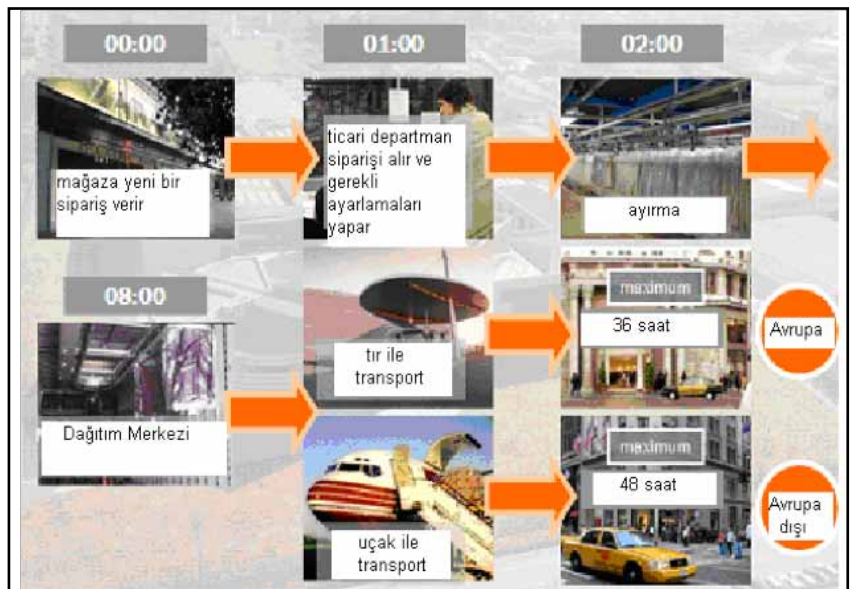 00:00
01:00
02:00
mağaza yeni bir
sipariş verir
ticari departman
siparişi alır ve
gerekli
ayarlamaları
yapar
ayırma
08:00
Dağıtım Merkezi
tır ile
transport
maximum
36 saat
Avrupa
uçak ile
transport
maximum
48 saat
Avrupa
dışı